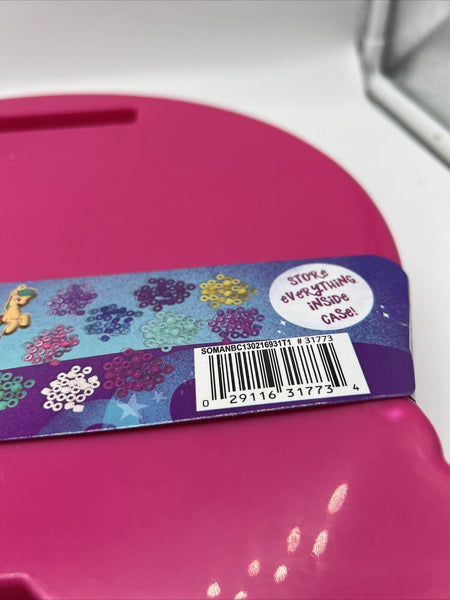 STORE
EVERYTHING
INSIDE
CASE!
SOMANBC130216931T1 # 31773
0 29116 31773 4